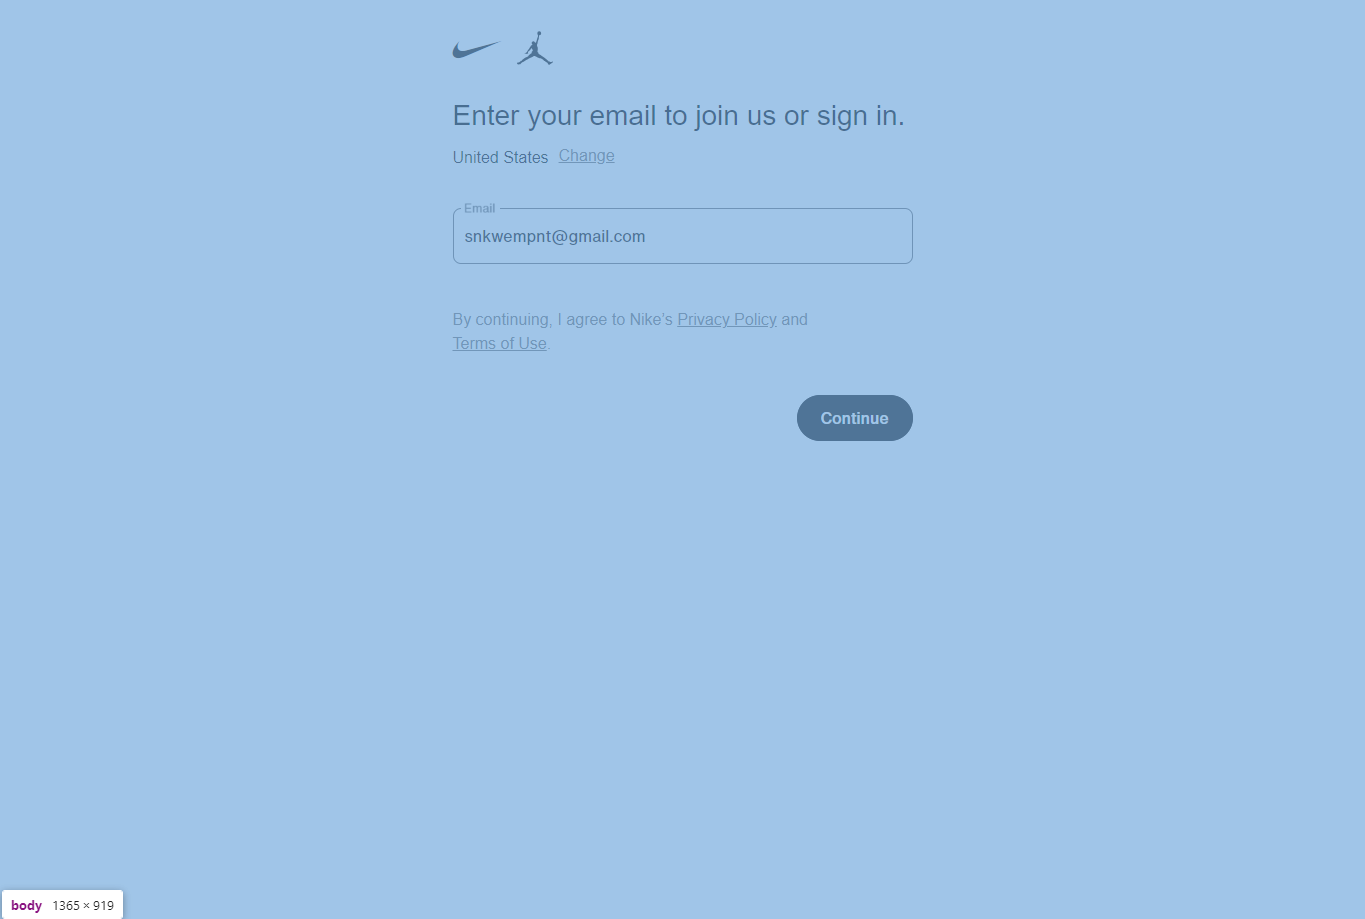 Enter your email to join us or sign in.
United States Change
Email
snkwempnt@gmail.com
By continuing, I agree to Nike’s Privacy Policy and
Terms of Use.
Continue
body 1365 × 919